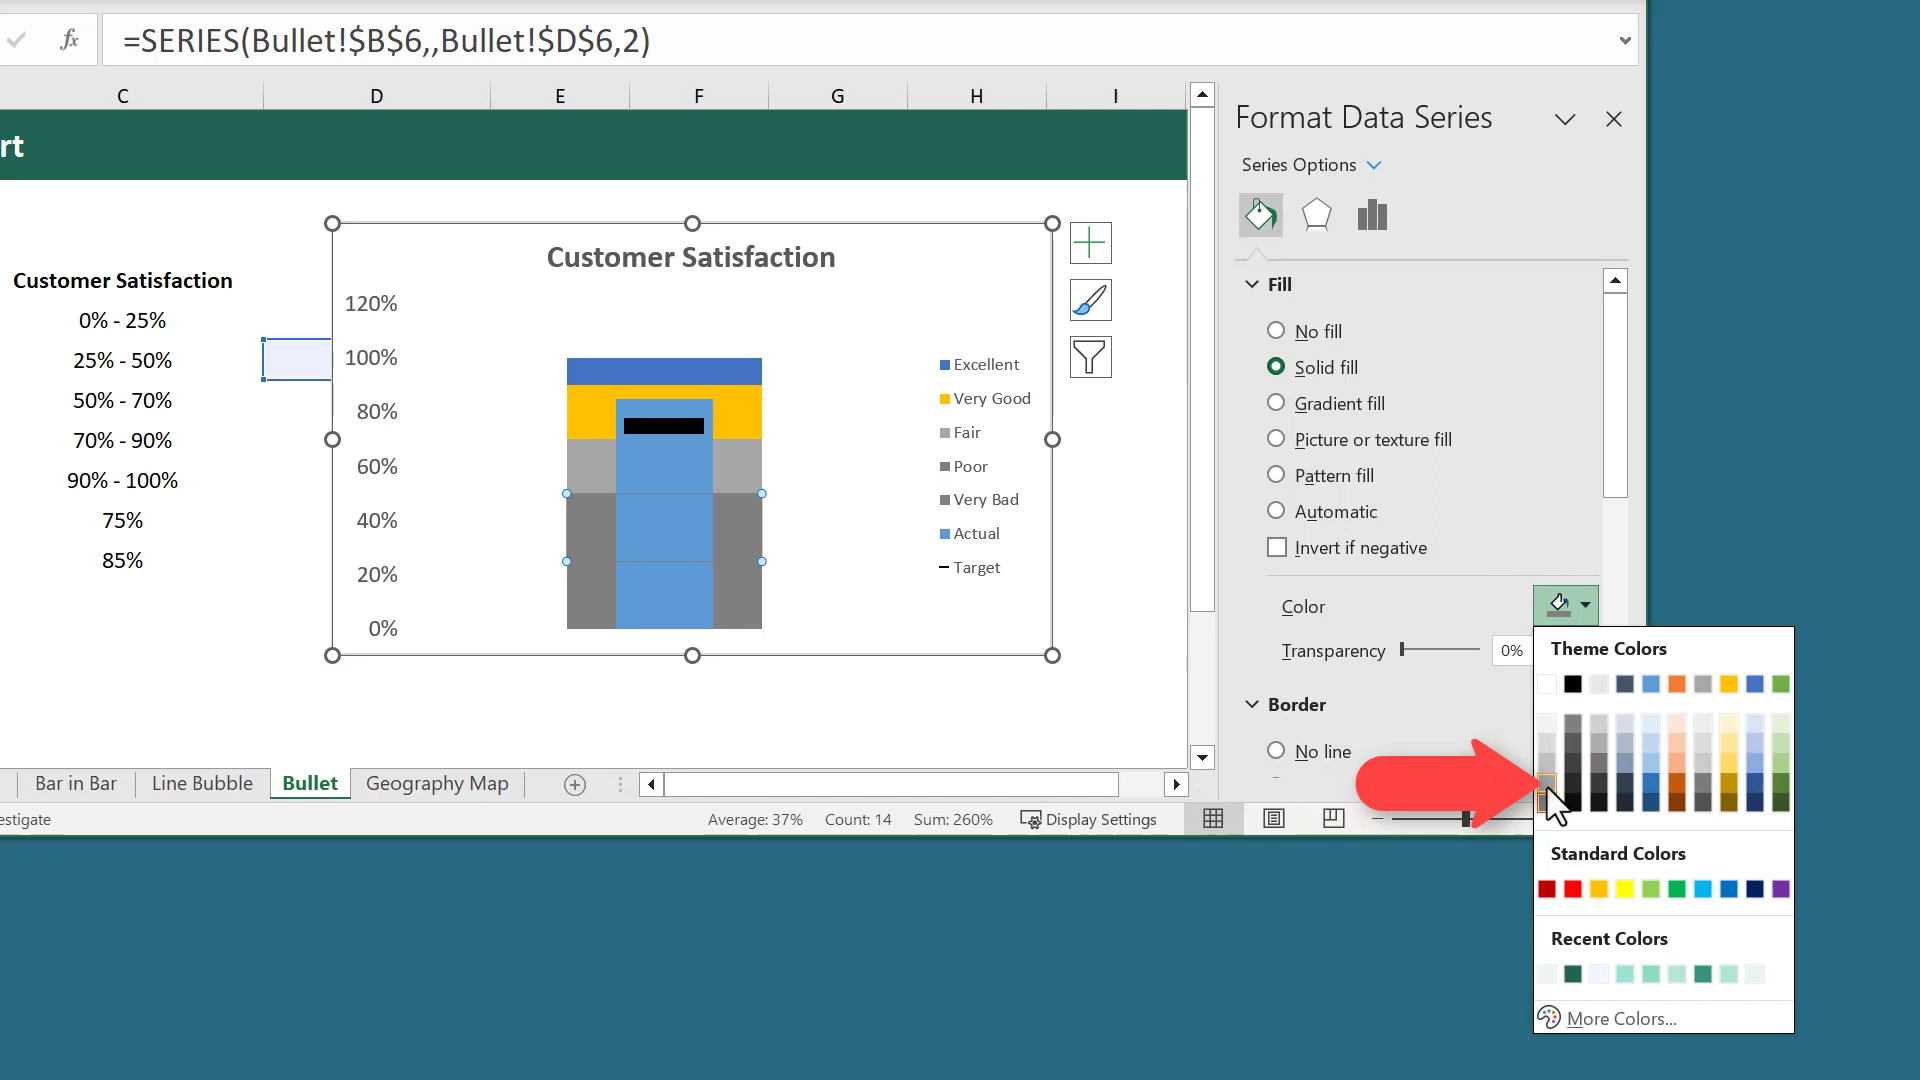 fx =SERIES(Bullet!$B$6,,Bullet!$D$6,2)
C D E F G H I
rt
Customer Satisfaction
0% - 25%
25% - 50%
50% - 70%
70% - 90%
90% - 100%
75%
85%
Customer Satisfaction
120%
100%
80%
60%
40%
20%
0%
Excellent
Very Good
Fair
Poor
Very Bad
Actual
Target
Format Data Series
Series Options
Fill
No fill
Solid fill
Gradient fill
Picture or texture fill
Pattern fill
Automatic
Invert if negative
Color
Transparency 0%
Border
No line
Theme Colors
Standard Colors
Recent Colors
More Colors...
Bar in Bar Line Bubble Bullet Geography Map
estigate Average: 37% Count: 14 Sum: 260% Display Settings